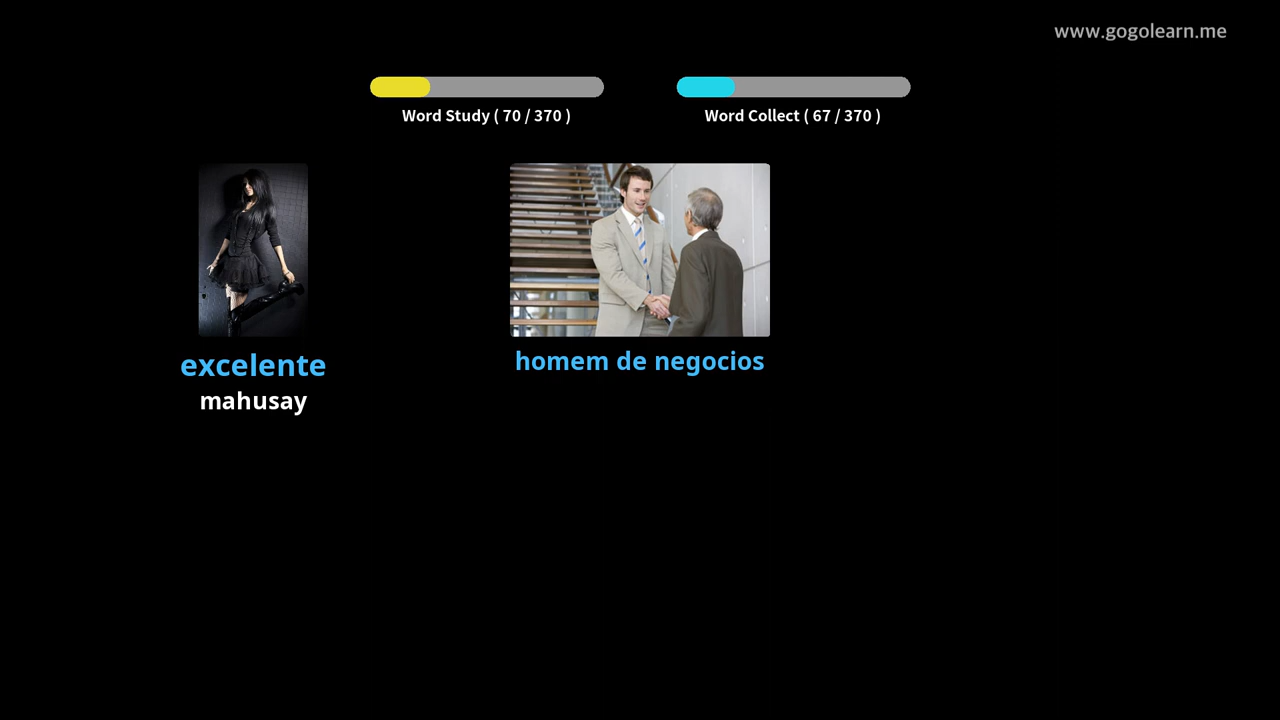 www.gogolearn.me
Word Study ( 70 / 370 )
Word Collect ( 67 / 370 )
excelente
mahusay
homem de negocios